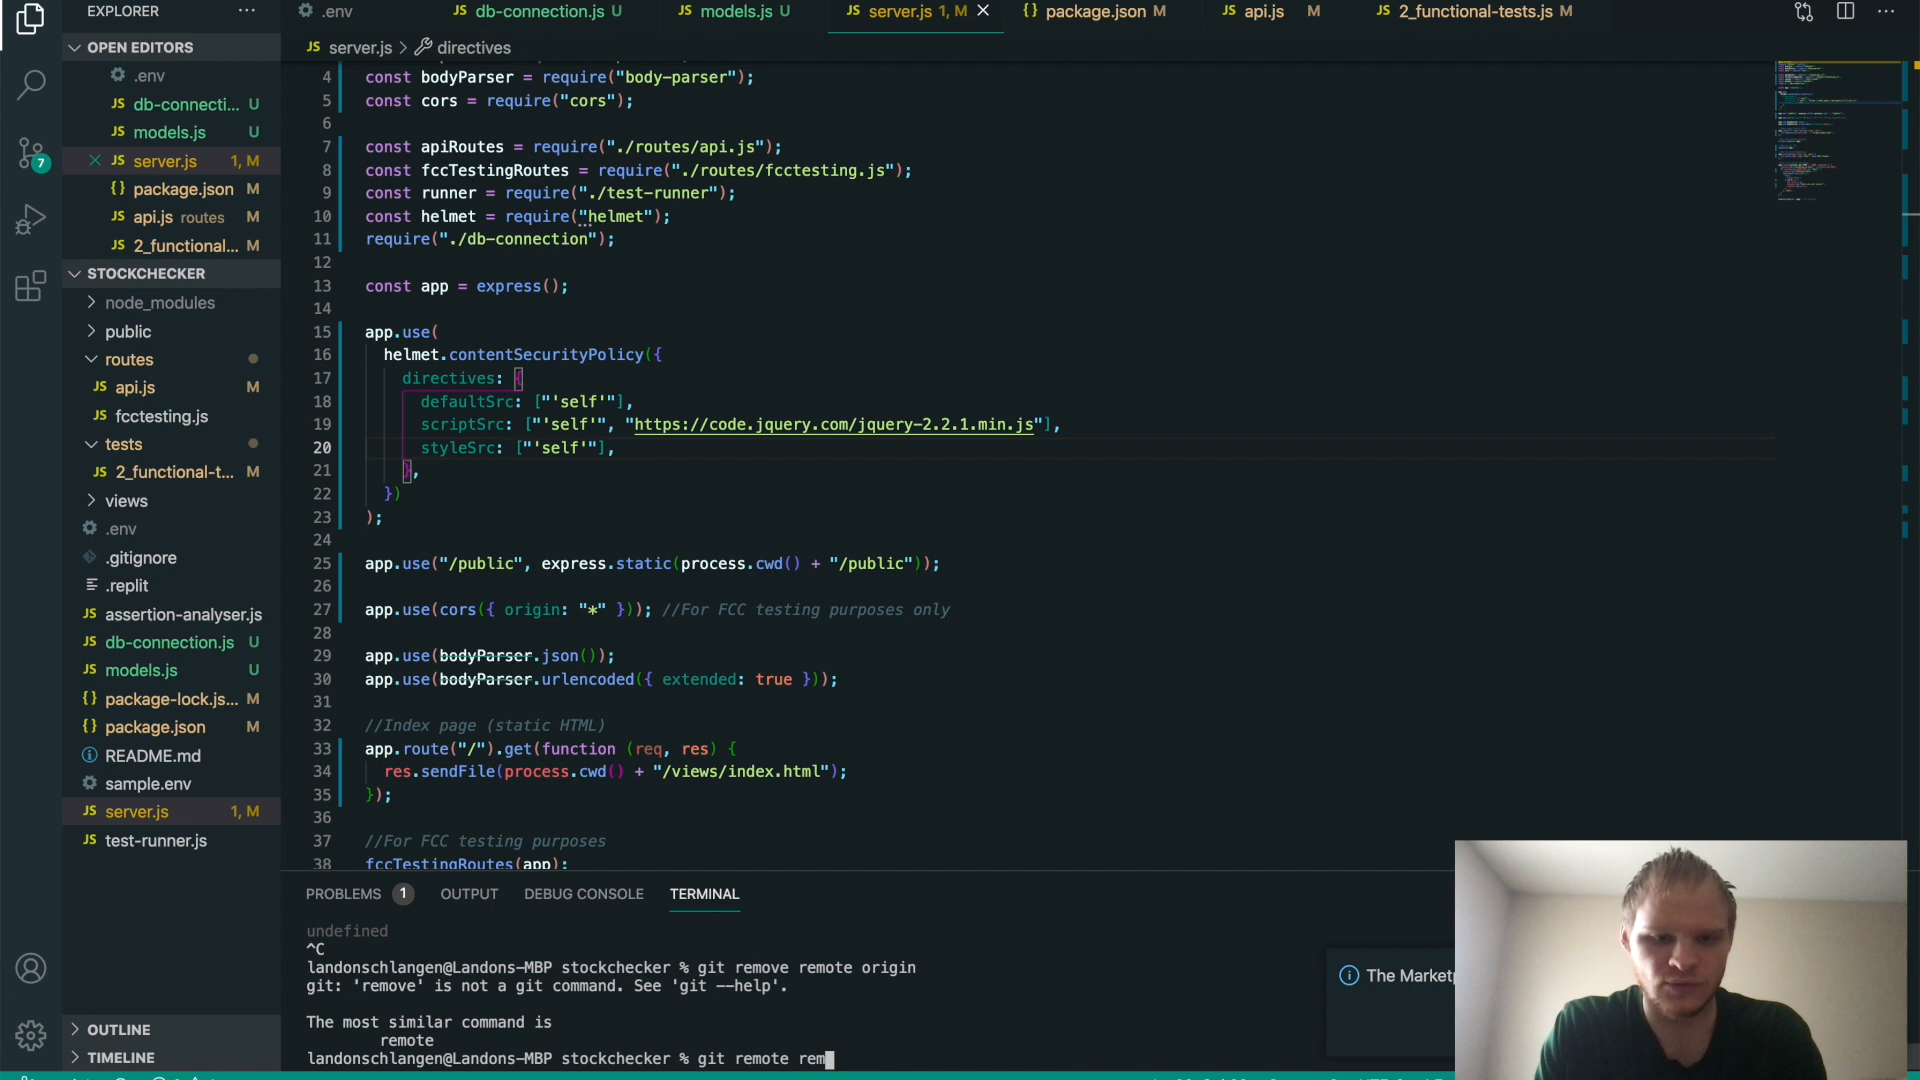 EXPLORER
.env
db-connection.js U
models.js U
server.js 1, M
package.json M
api.js M
2_functional-tests.js M
OPEN EDITORS
.env
db-connecti... U
models.js U
server.js 1, M
package.json M
api.js routes M
2_functional... M
STOCKCHECKER
node_modules
public
routes
api.js M
fcctesting.js
tests
2_functional-t... M
views
.env
.gitignore
.replit
assertion-analyser.js
db-connection.js U
models.js U
package-lock.js... M
package.json M
README.md
sample.env
server.js 1, M
test-runner.js
OUTLINE
TIMELINE
7
server.js > directives
4 const bodyParser = require("body-parser");
5 const cors = require("cors");
6
7 const apiRoutes = require("./routes/api.js");
8 const fccTestingRoutes = require("./routes/fcctesting.js");
9 const runner = require("./test-runner");
10 const helmet = require("helmet");
11 require("./db-connection");
12
13 const app = express();
14
15 app.use(
16 helmet.contentSecurityPolicy({
17 directives: {
18 defaultSrc: ["'self'"],
19 scriptSrc: ["'self'", "https://code.jquery.com/jquery-2.2.1.min.js"],
20 styleSrc: ["'self'"],
21 },
22 })
23 );
24
25 app.use("/public", express.static(process.cwd() + "/public"));
26
27 app.use(cors({ origin: "*" })); //For FCC testing purposes only
28
29 app.use(bodyParser.json());
30 app.use(bodyParser.urlencoded({ extended: true }));
31
32 //Index page (static HTML)
33 app.route("/").get(function (req, res) {
34 res.sendFile(process.cwd() + "/views/index.html");
35 });
36
37 //For FCC testing purposes
38 fccTestingRoutes(app);
PROBLEMS 1 OUTPUT DEBUG CONSOLE TERMINAL
undefined
^C
landonschlangen@Landons-MBP stockchecker % git remove remote origin
git: 'remove' is not a git command. See 'git --help'.
The most similar command is
remote
landonschlangen@Landons-MBP stockchecker % git remote rem
The Market